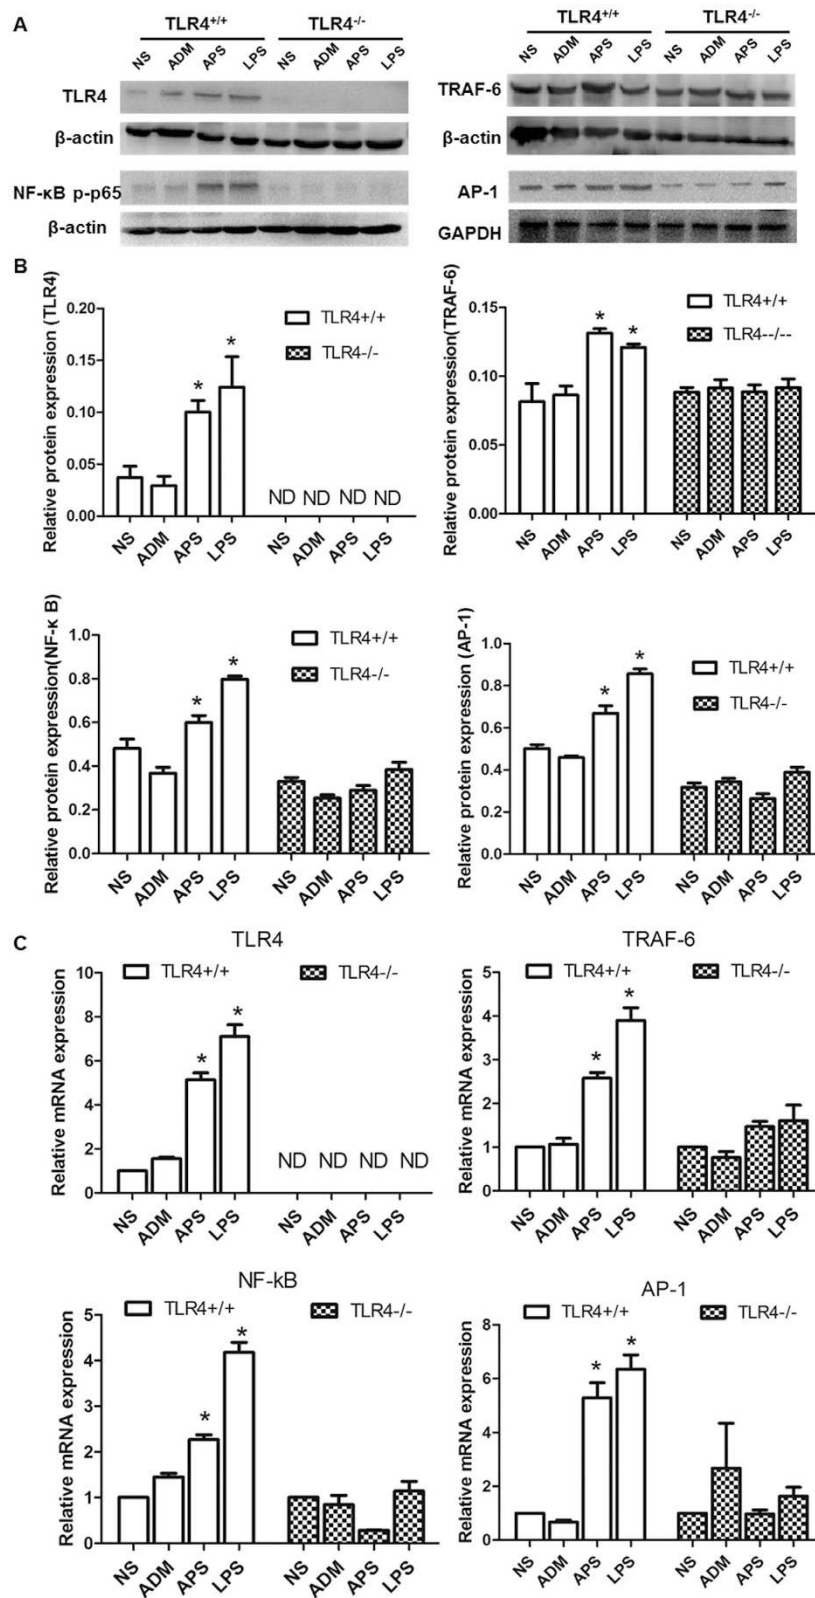 A
TLR4+/+ TLR4-/-
NS ADM APS LPS NS ADM APS LPS
TLR4
β-actin
NF-κB p-p65
β-actin
TLR4+/+ TLR4-/-
NS ADM APS LPS NS ADM APS LPS
TRAF-6
β-actin
AP-1
GAPDH
B
Relative protein expression (TLR4)
0.20
0.15
0.10
0.05
0.00
TLR4+/+
TLR4-/-
* *
ND ND ND ND
NS ADM APS LPS NS ADM APS LPS
Relative protein expression(TRAF-6)
0.15
0.10
0.05
0.00
TLR4+/+
TLR4--/--
* *
NS ADM APS LPS NS ADM APS LPS
Relative protein expression(NF-κ B)
1.0
0.8
0.6
0.4
0.2
0.0
TLR4+/+
TLR4-/-
* *
NS ADM APS LPS NS ADM APS LPS
Relative protein expression (AP-1)
1.0
0.8
0.6
0.4
0.2
0.0
TLR4+/+
TLR4-/-
* *
NS ADM APS LPS NS ADM APS LPS
C
TLR4
Relative mRNA expression
10
8
6
4
2
0
TLR4+/+ TLR4-/-
* *
ND ND ND ND
NS ADM APS LPS NS ADM APS LPS
TRAF-6
Relative mRNA expression
5
4
3
2
1
0
TLR4+/+ TLR4-/-
* *
NS ADM APS LPS NS ADM APS LPS
NF-kB
Relative mRNA expression
5
4
3
2
1
0
TLR4+/+ TLR4-/-
* *
NS ADM APS LPS NS ADM APS LPS
AP-1
Relative mRNA expression
8
6
4
2
0
TLR4+/+ TLR4-/-
* *
NS ADM APS LPS NS ADM APS LPS